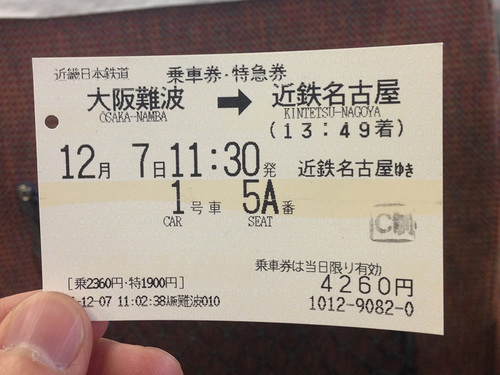 近畿日本鉄道 乗車券・特急券
大阪難波 ➡ 近鉄名古屋
OSAKA-NAMBA KINTETSU-NAGOYA
(13:49着)
12月 7日 11:30発 近鉄名古屋ゆき
1号車 5A番
CAR SEAT
C制
乗車券は当日限り有効
[乗2360円・特1900円] 4260円
-12-07 11:02:38 難波010 1012-9082-0